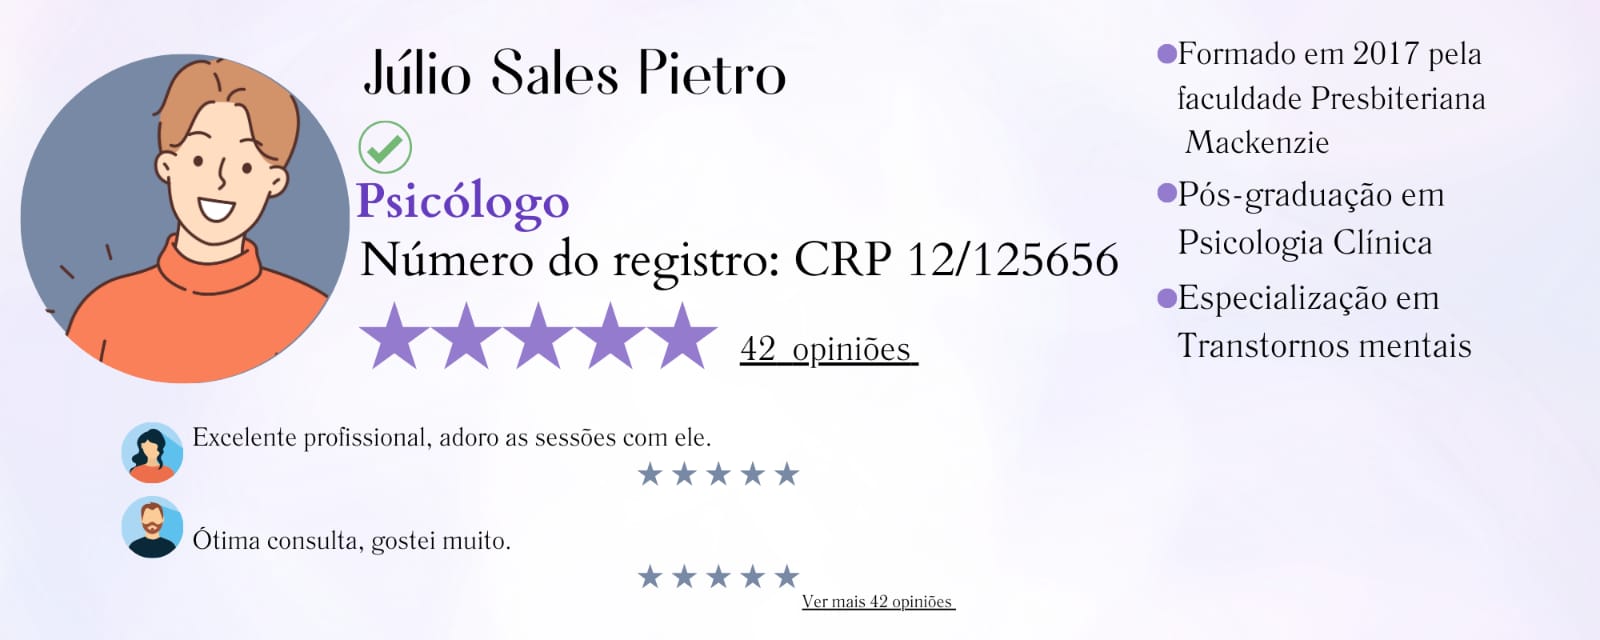 Júlio Sales Pietro
Psicólogo
Número do registro: CRP 12/125656
42 opiniões
Formado em 2017 pela
faculdade Presbiteriana
Mackenzie
Pós-graduação em
Psicologia Clínica
Especialização em
Transtornos mentais
Excelente profissional, adoro as sessões com ele.
Ótima consulta, gostei muito.
Ver mais 42 opiniões